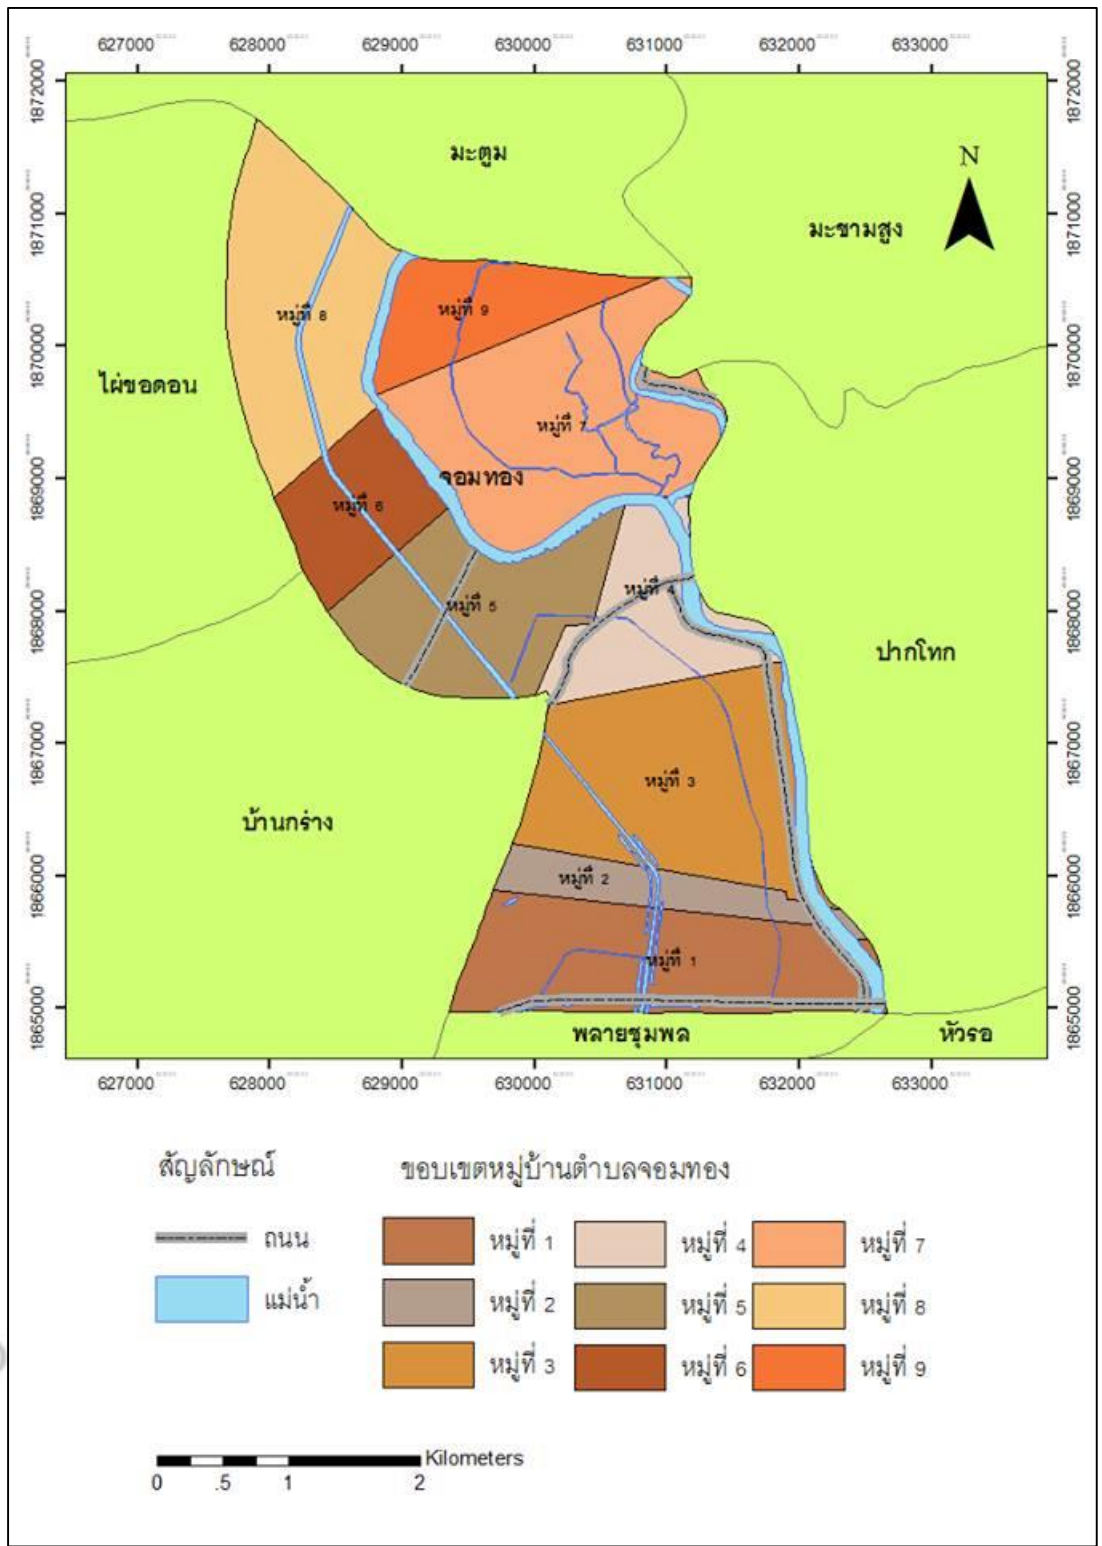 627000 628000 629000 630000 631000 632000 633000
1872000 1872000
มะตูม
N
1871000 1871000
มะขามสูง
หมู่ที่ 9
หมู่ที่ 8
1870000 1870000
ไผ่ขอดอน
หมู่ที่ 7
จอมทอง
1869000 1869000
หมู่ที่ 6
หมู่ที่ 4
หมู่ที่ 5
1868000 1868000
ปากโทก
1867000 1867000
หมู่ที่ 3
บ้านกร่าง
หมู่ที่ 2
1866000 1866000
หมู่ที่ 1
1865000 1865000
พลายชุมพล หัวรอ
627000 628000 629000 630000 631000 632000 633000
สัญลักษณ์ ขอบเขตหมู่บ้านตำบลจอมทอง
ถนน หมู่ที่ 1 หมู่ที่ 4 หมู่ที่ 7
แม่น้ำ หมู่ที่ 2 หมู่ที่ 5 หมู่ที่ 8
หมู่ที่ 3 หมู่ที่ 6 หมู่ที่ 9
Kilometers
0 .5 1 2